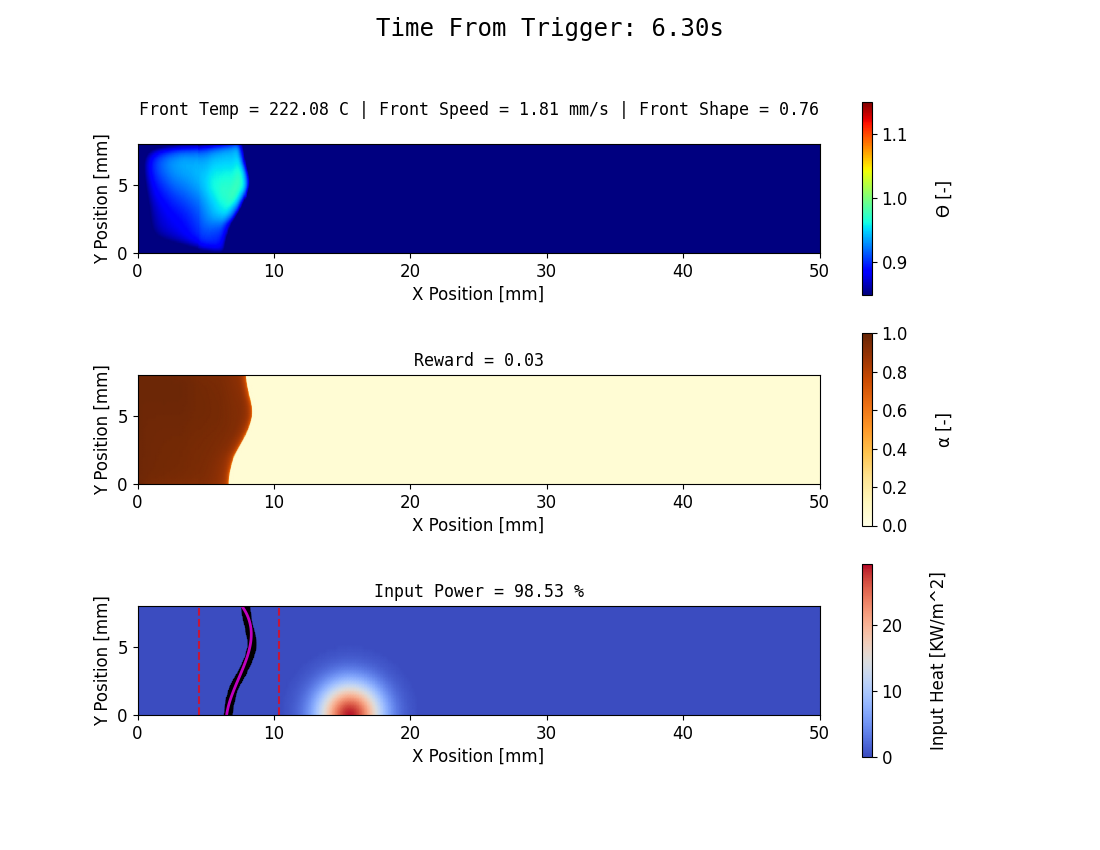 Time From Trigger: 6.30s
Front Temp = 222.08 C | Front Speed = 1.81 mm/s | Front Shape = 0.76
Y Position [mm]
5
0
0 10 20 30 40 50
X Position [mm]
1.1
1.0
0.9
Θ [-]
Reward = 0.03
Y Position [mm]
5
0
0 10 20 30 40 50
X Position [mm]
1.0
0.8
0.6
0.4
0.2
0.0
α [-]
Input Power = 98.53 %
Y Position [mm]
5
0
0 10 20 30 40 50
X Position [mm]
20
10
0
Input Heat [KW/m^2]